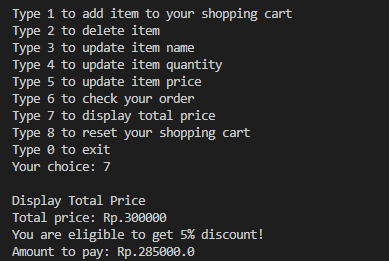 Type 1 to add item to your shopping cart
Type 2 to delete item
Type 3 to update item name
Type 4 to update item quantity
Type 5 to update item price
Type 6 to check your order
Type 7 to display total price
Type 8 to reset your shopping cart
Type 0 to exit
Your choice: 7
Display Total Price
Total price: Rp.300000
You are eligible to get 5% discount!
Amount to pay: Rp.285000.0